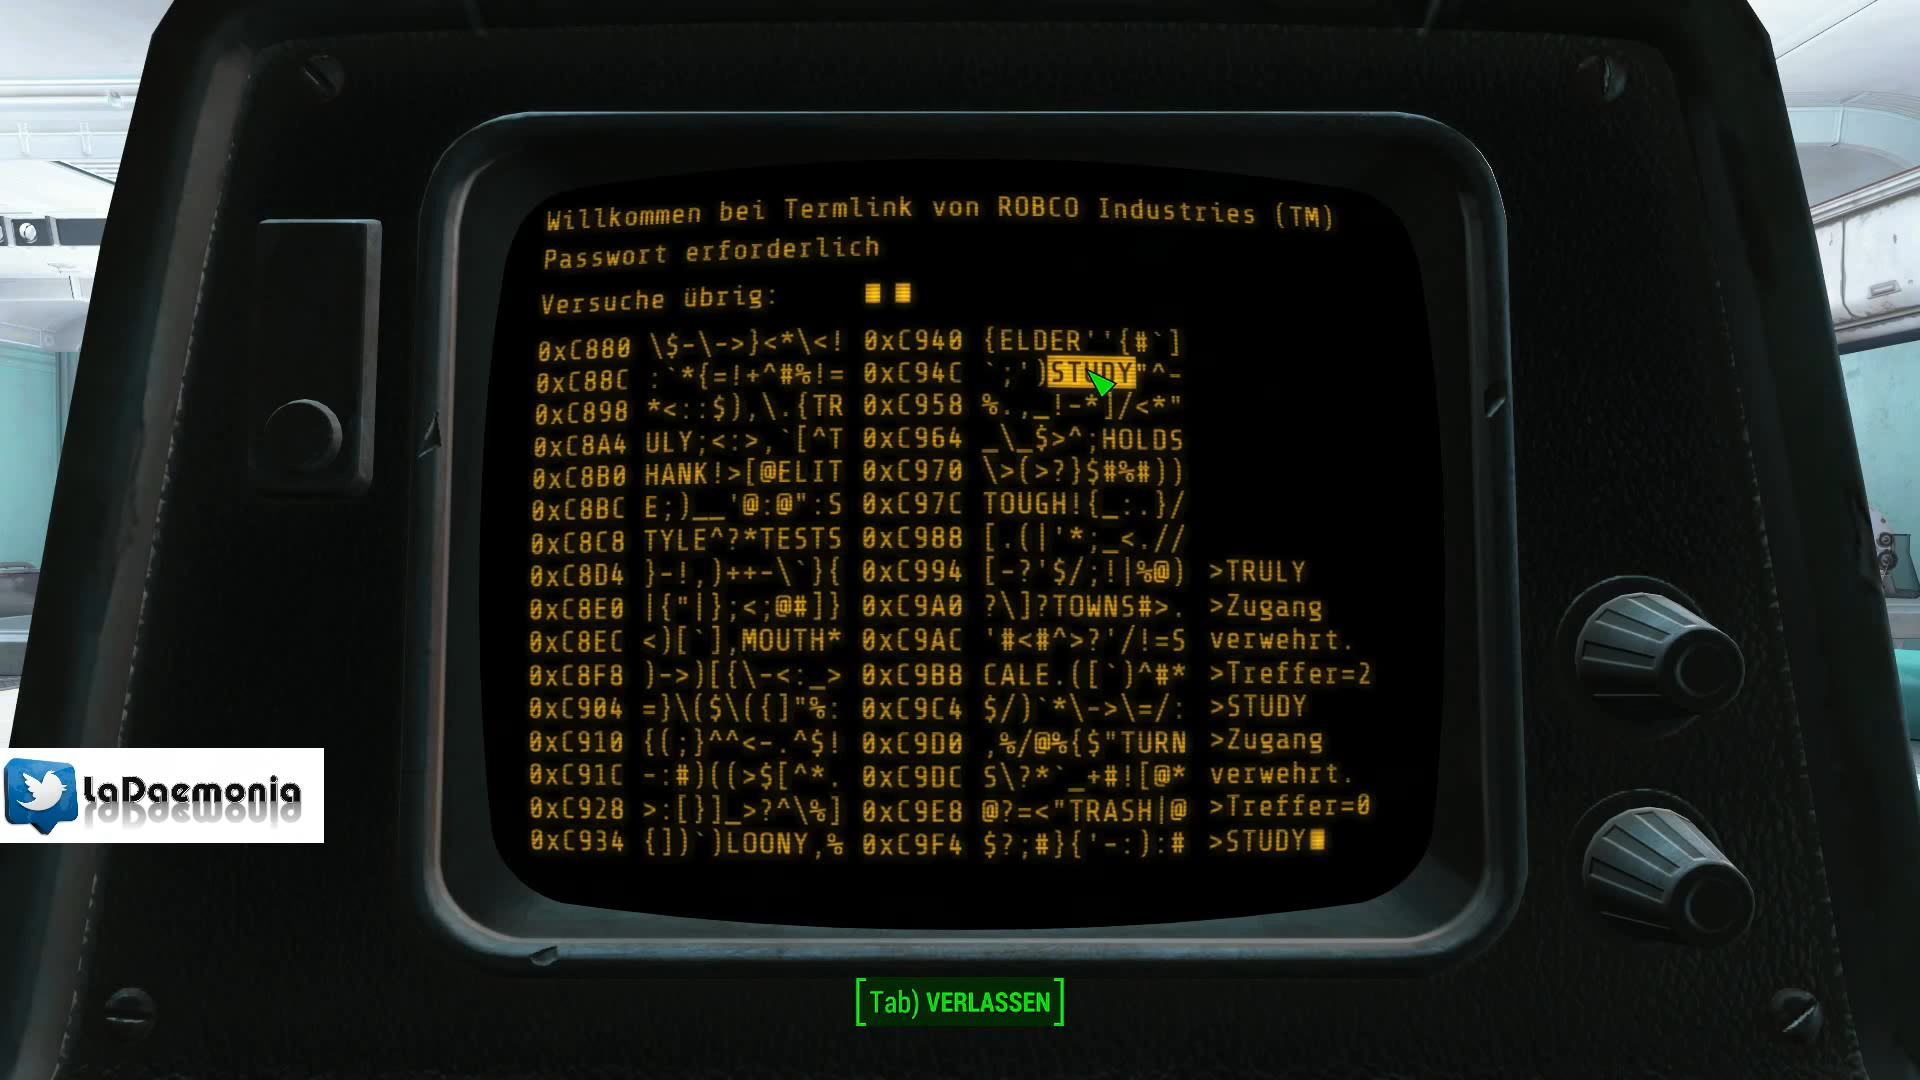 Willkommen bei Termlink von ROBCO Industries (TM)
Passwort erforderlich
Versuche übrig:
0xC880 \$-\->}<*\<! 0xC940 {ELDER''{#`]
0xC88C :`*{=!+^#%!= 0xC94C `;')STUDY"^-
0xC898 *<::$),\.{TR 0xC958 %.,_!-*]/<*"
0xC8A4 ULY;<:>,`[^T 0xC964 _\_$>^;HOLDS
0xC8B0 HANK!>[@ELIT 0xC970 \>(>?}$#%#))
0xC8BC E;)__'@:@":S 0xC97C TOUGH!{_:.}/
0xC8C8 TYLE^?*TESTS 0xC988 [.(|'*;_<.//
0xC8D4 }-!,)++-\`}{ 0xC994 [-?'$/;!|%@) >TRULY
0xC8E0 |{"|};<;@#]} 0xC9A0 ?\]?TOWNS#>. >Zugang
0xC8EC <)[`],MOUTH* 0xC9AC '#<#^>?'/!=S verwehrt.
0xC8F8 )->)[{\-<:_> 0xC9B8 CALE.([`)^#* >Treffer=2
0xC904 =}\($\({]"%: 0xC9C4 $/)`*\->\=/: >STUDY
0xC910 {(;}^^<-.^$! 0xC9D0 ,%/@%{$"TURN >Zugang
0xC91C -:#)((>$[^*. 0xC9DC S\?*`_+#![@* verwehrt.
0xC928 >:[}]_>?^\%] 0xC9E8 @?=<"TRASH|@ >Treffer=0
0xC934 {])`)LOONY,% 0xC9F4 $?;#}{'-:):# >STUDY
LaDaemonia
[Tab) VERLASSEN]